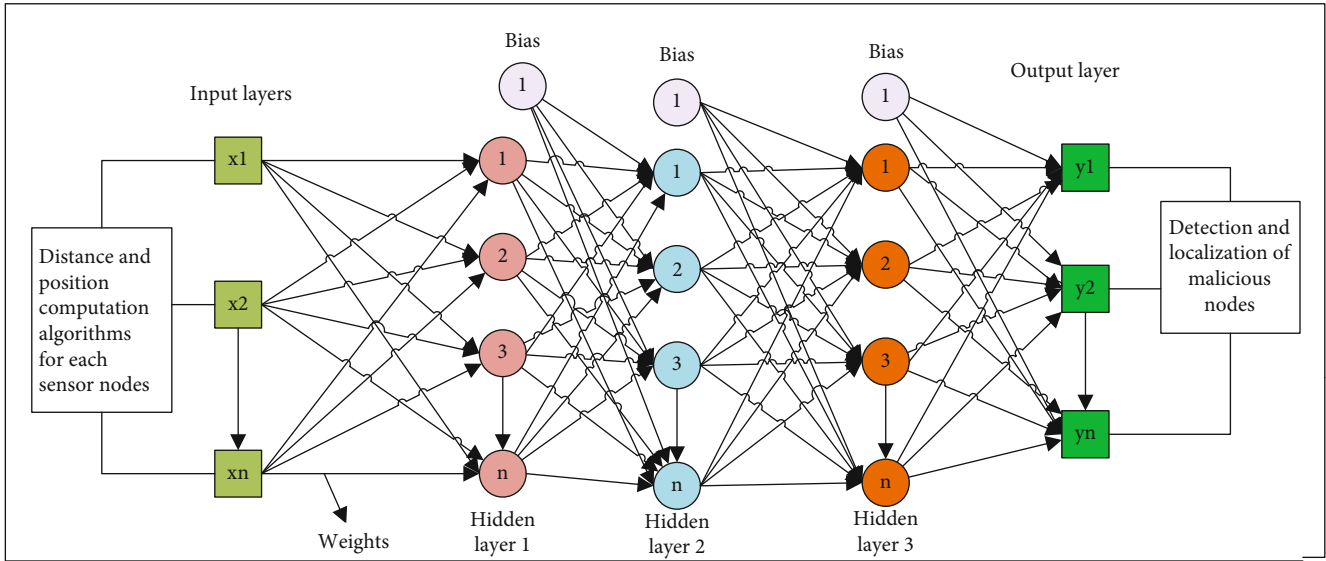 Input layers
Bias
Bias
Bias
Output layer
1
1
1
x1
x2
xn
1
2
3
n
1
2
3
n
1
2
3
n
y1
y2
yn
Distance and
position
computation
algorithms
for each
sensor nodes
Detection and
localization of
malicious
nodes
Weights
Hidden
layer 1
Hidden
layer 2
Hidden
layer 3